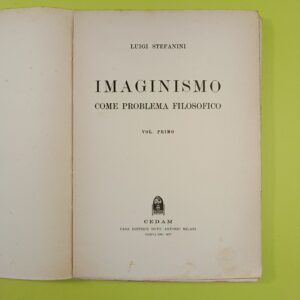 LUIGI STEFANINI
IMAGINISMO
COME PROBLEMA FILOSOFICO
VOL. PRIMO
CEDAM
CASA EDITRICE DOTT. ANTONIO MILANI